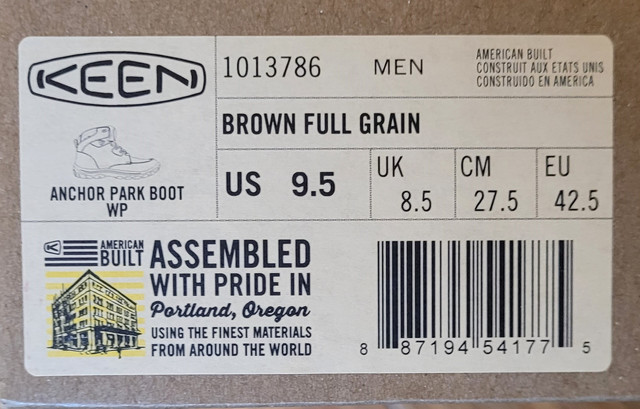 KEEN
1013786 MEN
AMERICAN BUILT
CONSTRUIT AUX ETATS UNIS
CONSTRUIDO EN AMERICA
BROWN FULL GRAIN
ANCHOR PARK BOOT
WP
US 9.5
UK 8.5
CM 27.5
EU 42.5
AMERICAN
BUILT
ASSEMBLED
WITH PRIDE IN
Portland, Oregon
USING THE FINEST MATERIALS
FROM AROUND THE WORLD
8 87194 54177 5